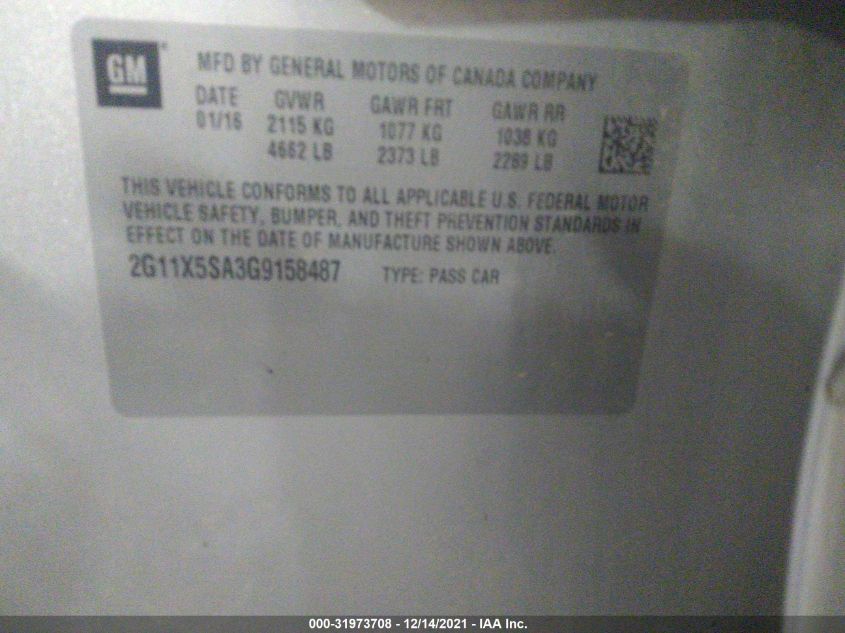 GM
MFD BY GENERAL MOTORS OF CANADA COMPANY
DATE GVWR GAWR FRT GAWR RR
01/16 2115 KG 1077 KG 1038 KG
4662 LB 2373 LB 2289 LB
THIS VEHICLE CONFORMS TO ALL APPLICABLE U.S. FEDERAL MOTOR
VEHICLE SAFETY, BUMPER, AND THEFT PREVENTION STANDARDS IN
EFFECT ON THE DATE OF MANUFACTURE SHOWN ABOVE.
2G11X5SA3G9158487 TYPE: PASS CAR
000-31973708 - 12/14/2021 - IAA Inc.